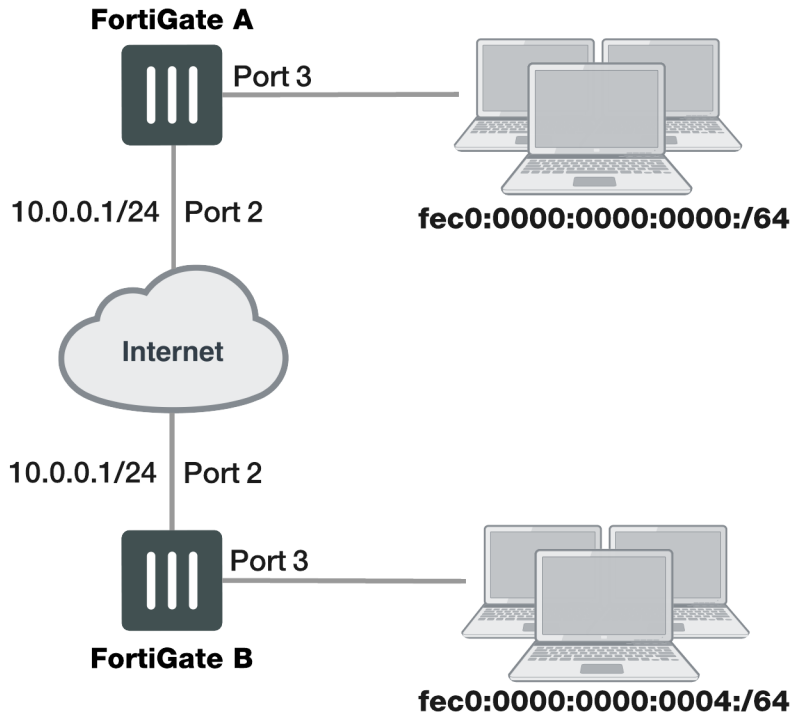 FortiGate A
Port 3
10.0.0.1/24 Port 2
fec0:0000:0000:0000:/64
Internet
10.0.0.1/24 Port 2
Port 3
FortiGate B
fec0:0000:0000:0004:/64